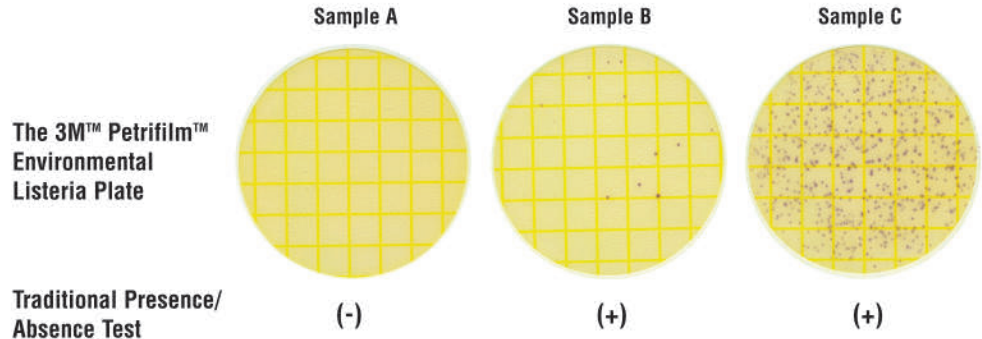 Sample A
Sample B
Sample C
The 3M™ Petrifilm™
Environmental
Listeria Plate
Traditional Presence/
Absence Test
(-)
(+)
(+)